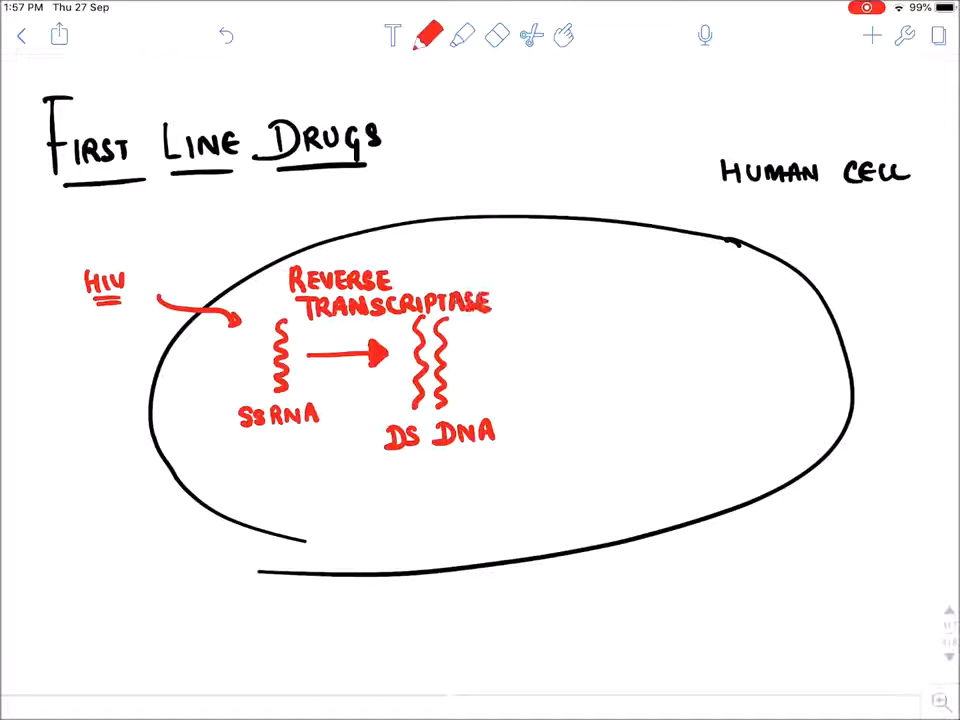 1:57 PM Thu 27 Sep
99%
T
FIRST LINE DRUGS
HUMAN CELL
HIV
REVERSE
TRANSCRIPTASE
SSRNA
DS DNA